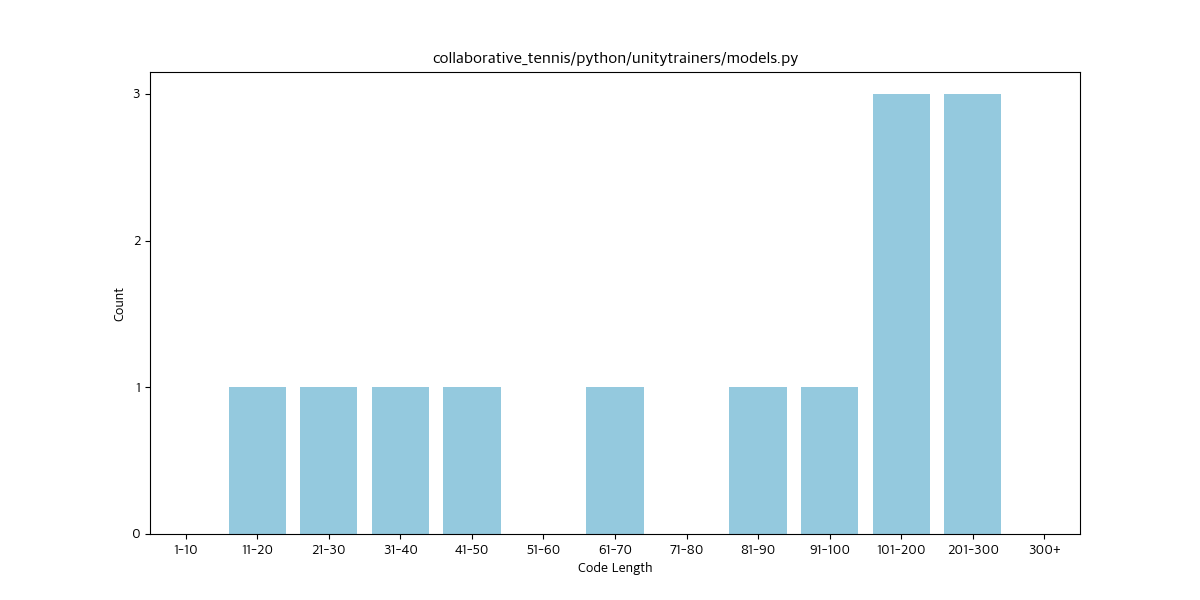 collaborative_tennis/python/unitytrainers/models.py
Count
3
2
1
0
1-10 11-20 21-30 31-40 41-50 51-60 61-70 71-80 81-90 91-100 101-200 201-300 300+
Code Length